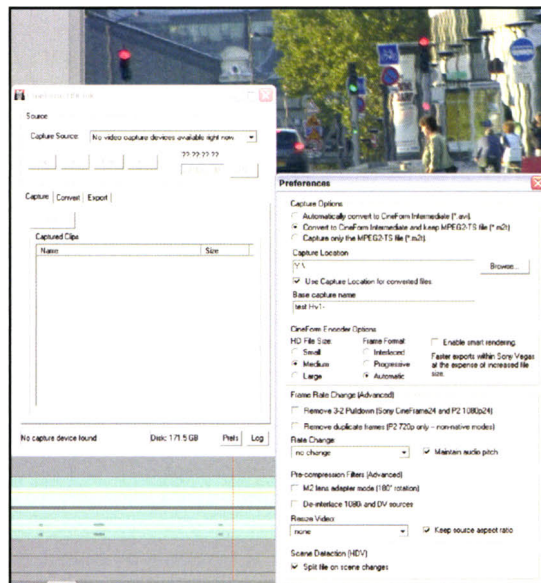 Source
Capture Source:
No video capture devices available right now
?? ?? ?? ??
Capture
Convert
Export
Captured Clips
Name
Size
No capture device found
Disk: 171.5 GB
Prefs
Log
Preferences
Capture Options
Automatically convert to CineForm Intermediate (*.avi)
Convert to CineForm Intermediate and keep MPEG2-TS file (*.m2t)
Capture only the MPEG2-TS file (*.m2t)
Capture Location
Y:\
Browse...
Use Capture Location for converted files
Base capture name
test Hv1-
CineForm Encoder Options
HD File Size:
Small
Medium
Large
Frame Format
Interlaced
Progressive
Automatic
Enable smart rendering.
Faster exports within Sony Vegas
at the expense of increased file
size.
Frame Rate Change (Advanced)
Remove 3-2 Pulldown (Sony CineFrame24 and P2 1080p24)
Remove duplicate frames (P2 720p only - non-native modes)
Rate Change
no change
Maintain audio pitch
Pre-compression Filters (Advanced)
M2 lens adapter mode (180° rotation)
De-interlace 1080i and DV sources
Resize Video:
none
Keep source aspect ratio
Scene Detection (HDV)
Split file on scene changes